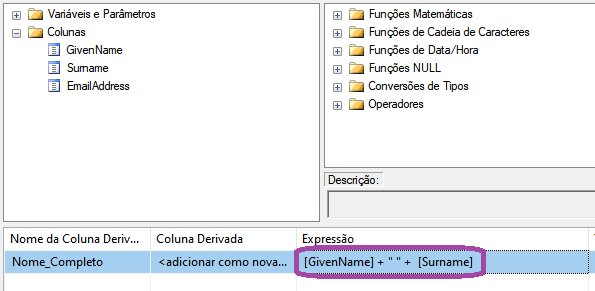 Variáveis e Parâmetros
Colunas
GivenName
Surname
EmailAddress
Funções Matemáticas
Funções de Cadeia de Caracteres
Funções de Data/Hora
Funções NULL
Conversões de Tipos
Operadores
Descrição:
Nome da Coluna Deriv... Coluna Derivada Expressão
Nome_Completo <adicionar como nova... [GivenName] + " " + [Surname]